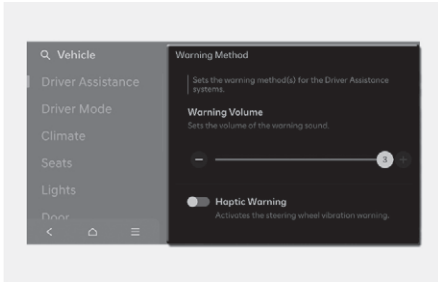 Vehicle
Driver Assistance
Driver Mode
Climate
Seats
Lights
Door
Warning Method
Sets the warning method(s) for the Driver Assistance
systems.
Warning Volume
Sets the volume of the warning sound.
3
Haptic Warning
Activates the steering wheel vibration warning.